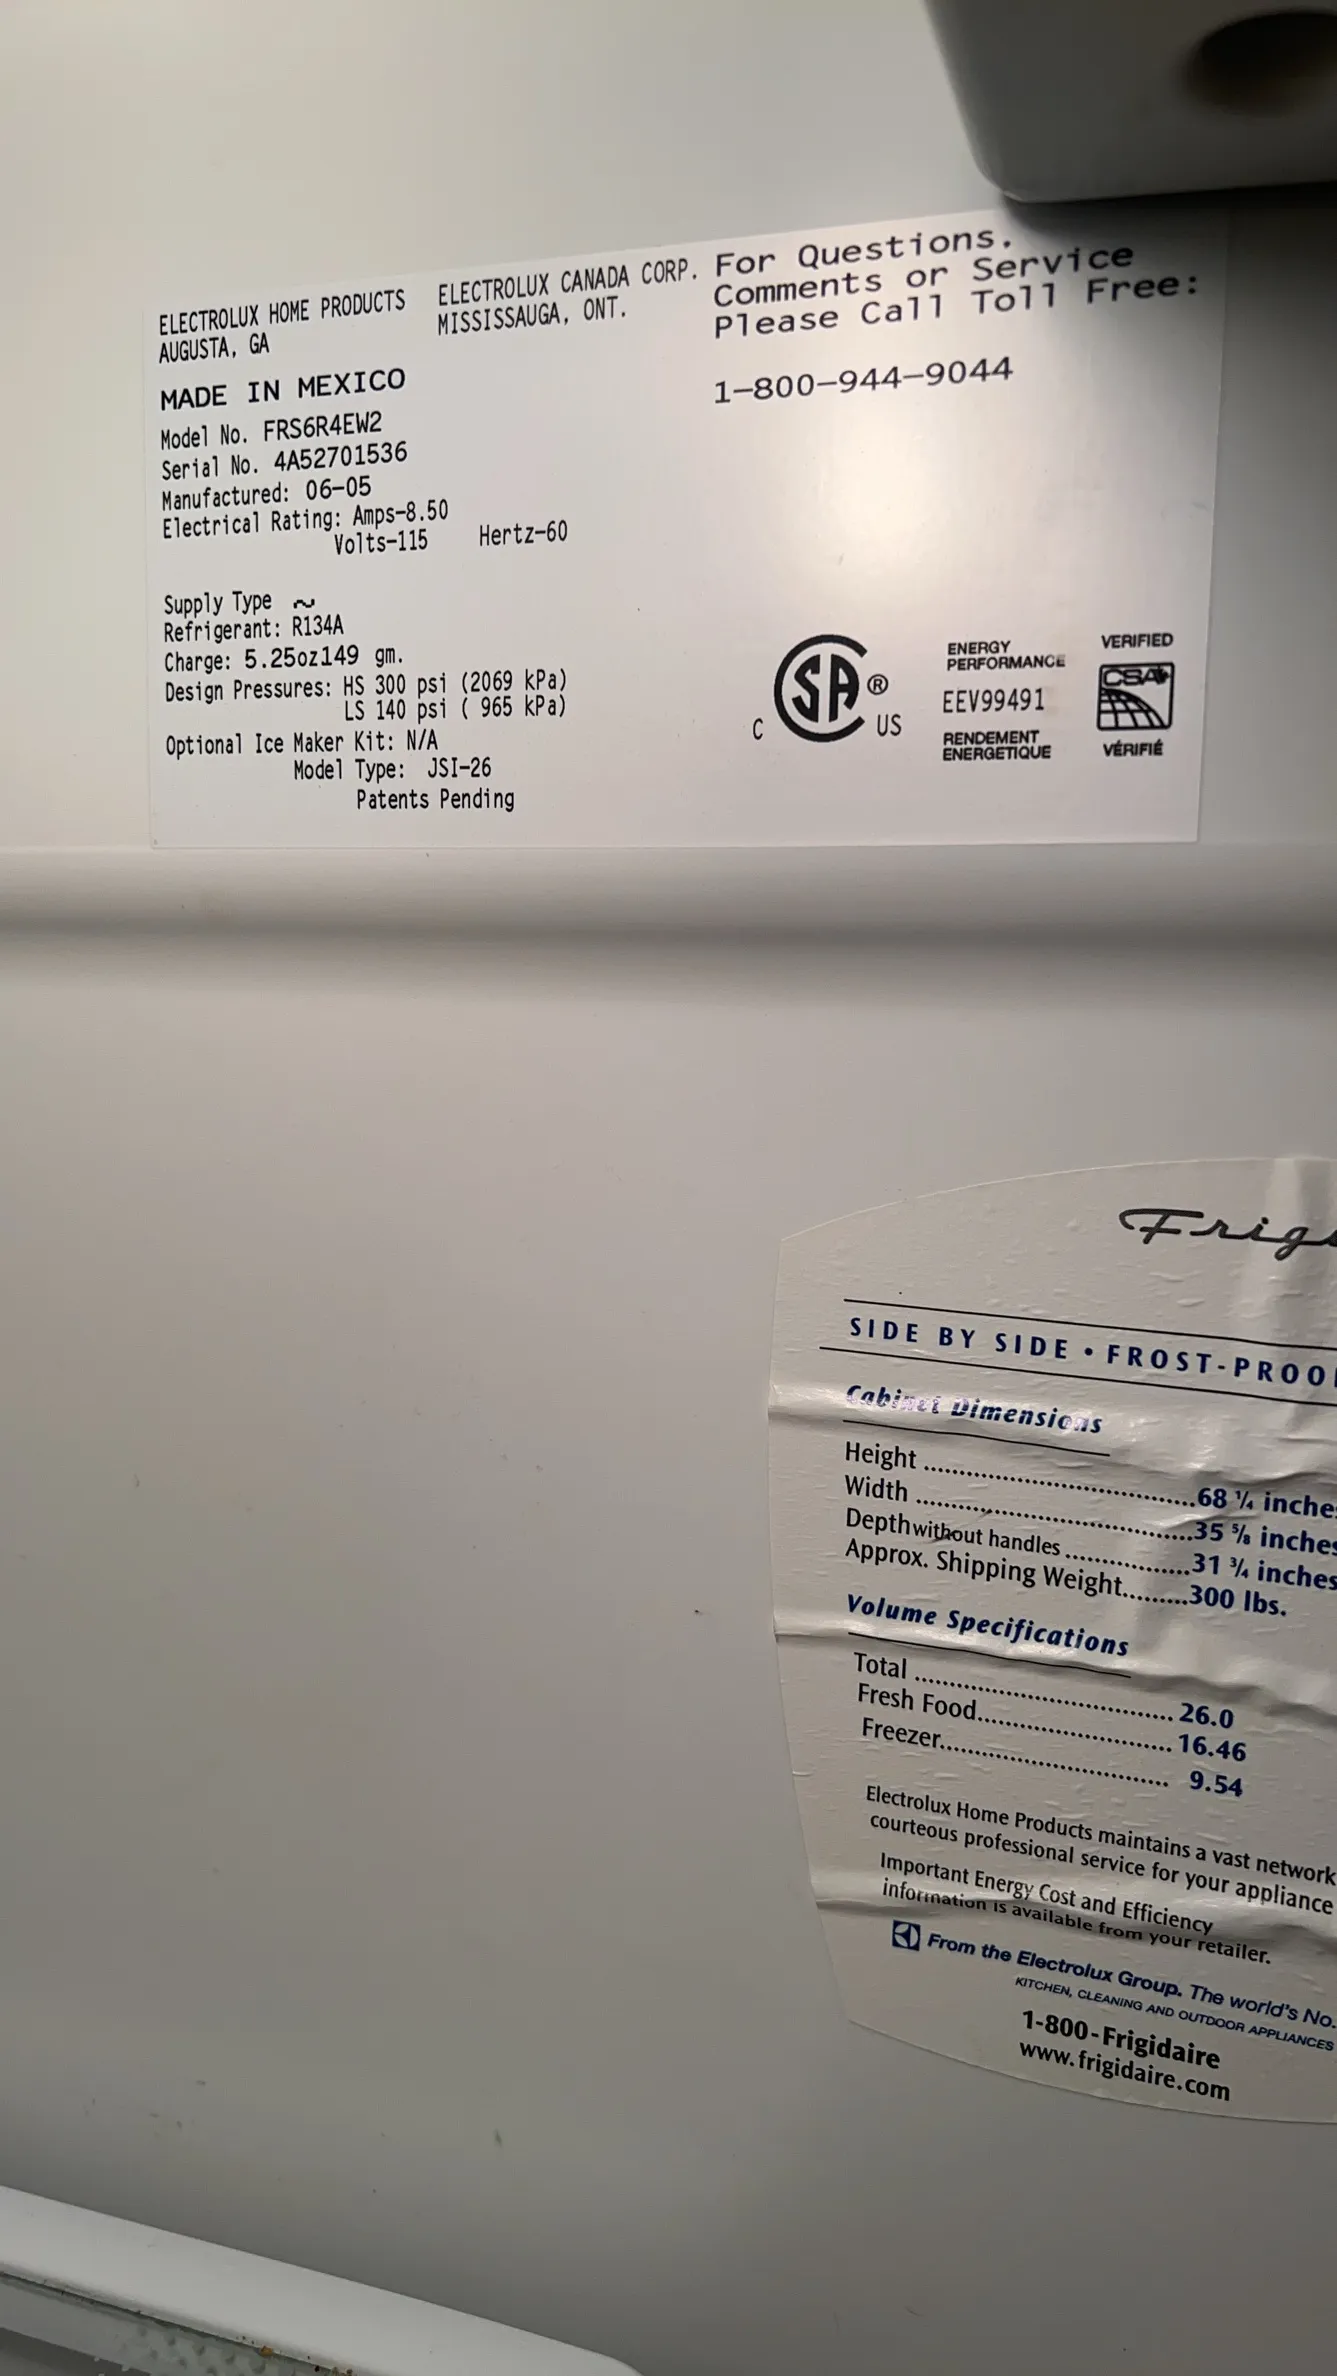 ELECTROLUX HOME PRODUCTS
AUGUSTA, GA
ELECTROLUX CANADA CORP.
MISSISSAUGA, ONT.
MADE IN MEXICO
Model No. FRS6R4EW2
Serial No. 4A52701536
Manufactured: 06-05
Electrical Rating: Amps-8.50
Volts-115 Hertz-60
Supply Type ~
Refrigerant: R134A
Charge: 5.25oz149 gm.
Design Pressures: HS 300 psi (2069 kPa)
LS 140 psi ( 965 kPa)
Optional Ice Maker Kit: N/A
Model Type: JSI-26
Patents Pending
For Questions.
Comments or Service
Please Call Toll Free:
1-800-944-9044
C SA ® US
ENERGY
PERFORMANCE
EEV99491
RENDEMENT
ENERGETIQUE
VERIFIED
CSA
VÉRIFIÉ
Frig
SIDE BY SIDE • FROST-PROO
Cabinet Dimensions
Height ........ 68 ¼ inches
Width ........ 35 ⅝ inches
Depth without handles ........ 31 ¾ inches
Approx. Shipping Weight ........ 300 lbs.
Volume Specifications
Total ........ 26.0
Fresh Food ........ 16.46
Freezer ........ 9.54
Electrolux Home Products maintains a vast network
courteous professional service for your appliance
Important Energy Cost and Efficiency
information is available from your retailer.
From the Electrolux Group. The world's No.
KITCHEN, CLEANING AND OUTDOOR APPLIANCES
1-800-Frigidaire
www.frigidaire.com